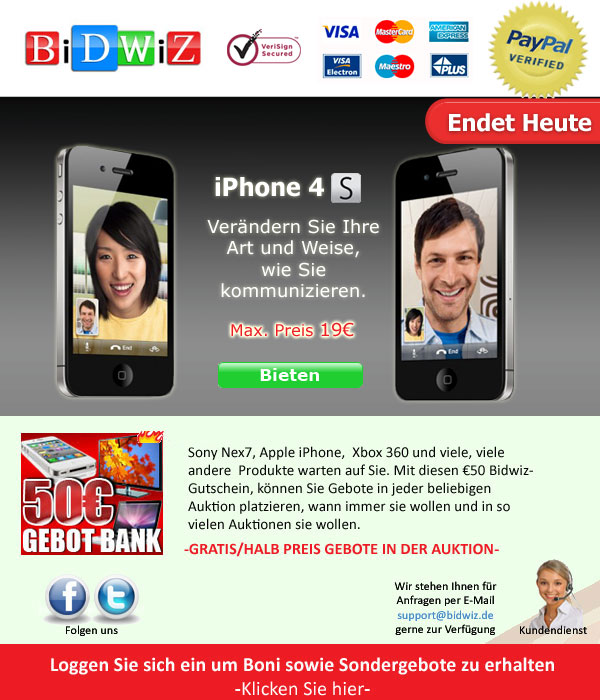 BiDWiZ
VeriSign
Secured
VISA
MasterCard
AMERICAN
EXPRESS
VISA
Electron
Maestro
PLUS
PayPal
VERIFIED
Endet Heute
iPhone 4 S
Verändern Sie Ihre
Art und Weise,
wie Sie
kommunizieren.
Max. Preis 19€
Bieten
End
End
50€
GEBOT BANK
Sony Nex7, Apple iPhone, Xbox 360 und viele, viele
andere Produkte warten auf Sie. Mit diesen €50 Bidwiz-
Gutschein, können Sie Gebote in jeder beliebigen
Auktion platzieren, wann immer sie wollen und in so
vielen Auktionen sie wollen.
-GRATIS/HALB PREIS GEBOTE IN DER AUKTION-
Folgen uns
Wir stehen Ihnen für
Anfragen per E-Mail
support@bidwiz.de
gerne zur Verfügung
Kundendienst
Loggen Sie sich ein um Boni sowie Sondergebote zu erhalten
-Klicken Sie hier-